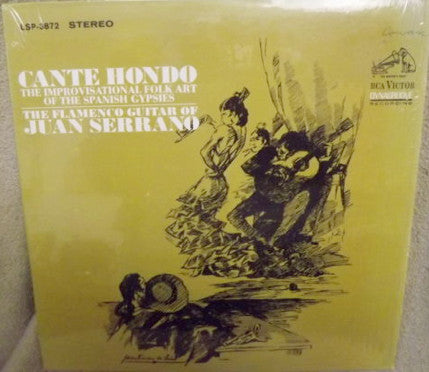 LSP-3872 STEREO
CANTE HONDO
THE IMPROVISATIONAL FOLK ART
OF THE SPANISH GYPSIES
THE FLAMENCO GUITAR OF
JUAN SERRANO
RCA VICTOR
DYNAGROOVE
RECORDING